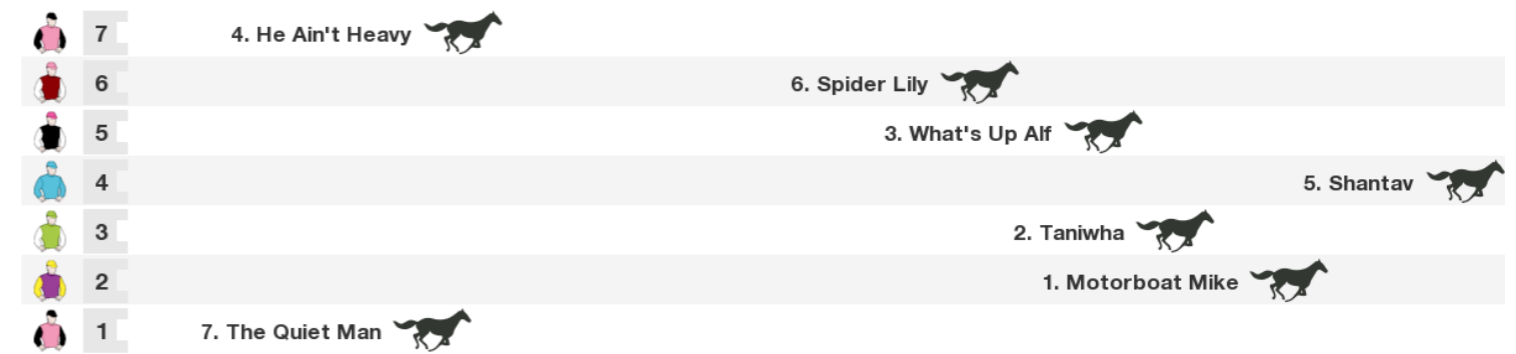 7 4. He Ain't Heavy
6 6. Spider Lily
5 3. What's Up Alf
4 5. Shantav
3 2. Taniwha
2 1. Motorboat Mike
1 7. The Quiet Man